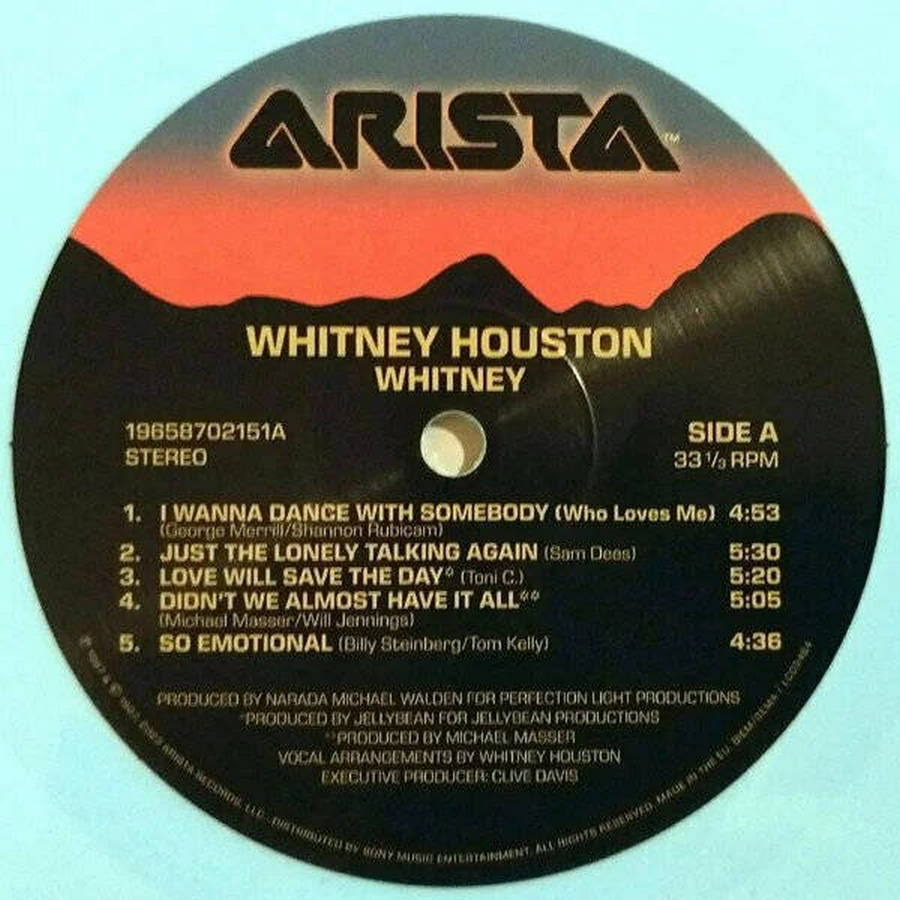 ARISTA™
WHITNEY HOUSTON
WHITNEY
19658702151A
STEREO
SIDE A
33 1/3 RPM
1. I WANNA DANCE WITH SOMEBODY (Who Loves Me) 4:53
(George Merrill/Shannon Rubicam)
2. JUST THE LONELY TALKING AGAIN (Sam Dees) 5:30
3. LOVE WILL SAVE THE DAY* (Toni C.) 5:20
4. DIDN'T WE ALMOST HAVE IT ALL** 5:05
(Michael Masser/Will Jennings)
5. SO EMOTIONAL (Billy Steinberg/Tom Kelly) 4:36
PRODUCED BY NARADA MICHAEL WALDEN FOR PERFECTION LIGHT PRODUCTIONS
*PRODUCED BY JELLYBEAN FOR JELLYBEAN PRODUCTIONS
**PRODUCED BY MICHAEL MASSER
VOCAL ARRANGEMENTS BY WHITNEY HOUSTON
EXECUTIVE PRODUCER: CLIVE DAVIS
ARISTA RECORDS, LLC. DISTRIBUTED BY SONY MUSIC ENTERTAINMENT. ALL RIGHTS RESERVED. MADE IN THE EU.